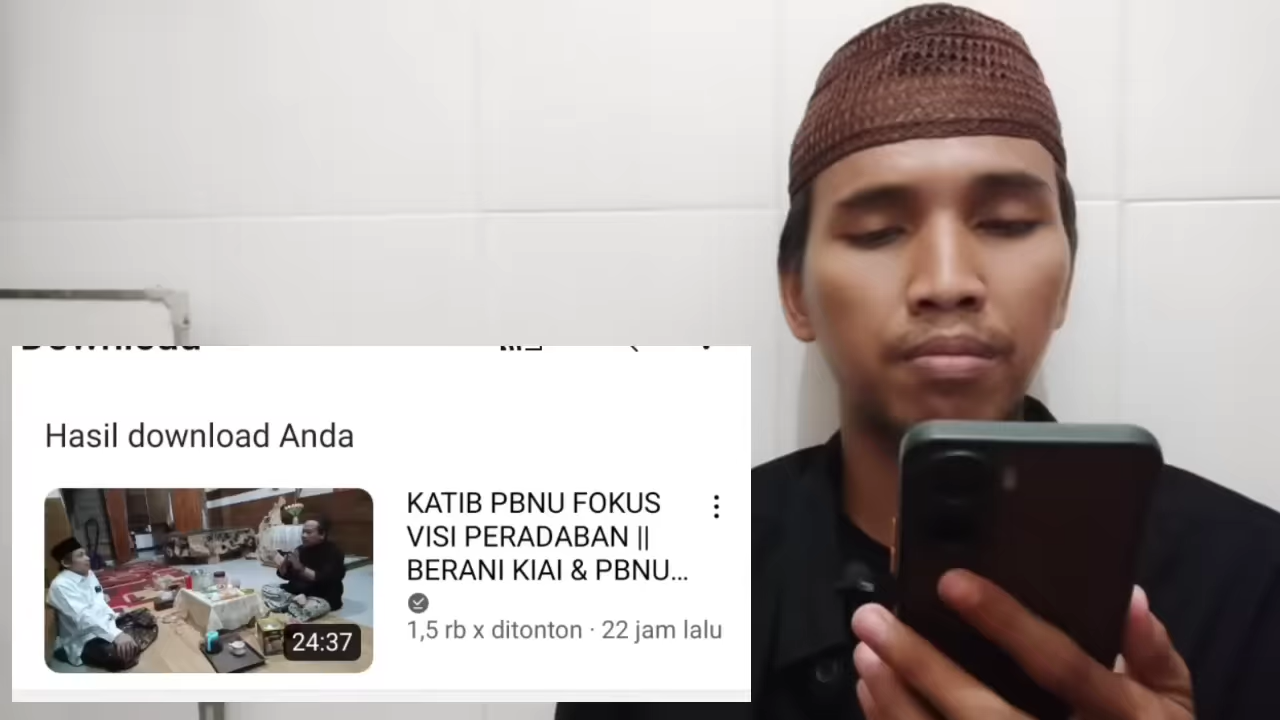 Download
Hasil download Anda
KATIB PBNU FOKUS
VISI PERADABAN ||
BERANI KIAI & PBNU...
24:37
1,5 rb x ditonton · 22 jam lalu